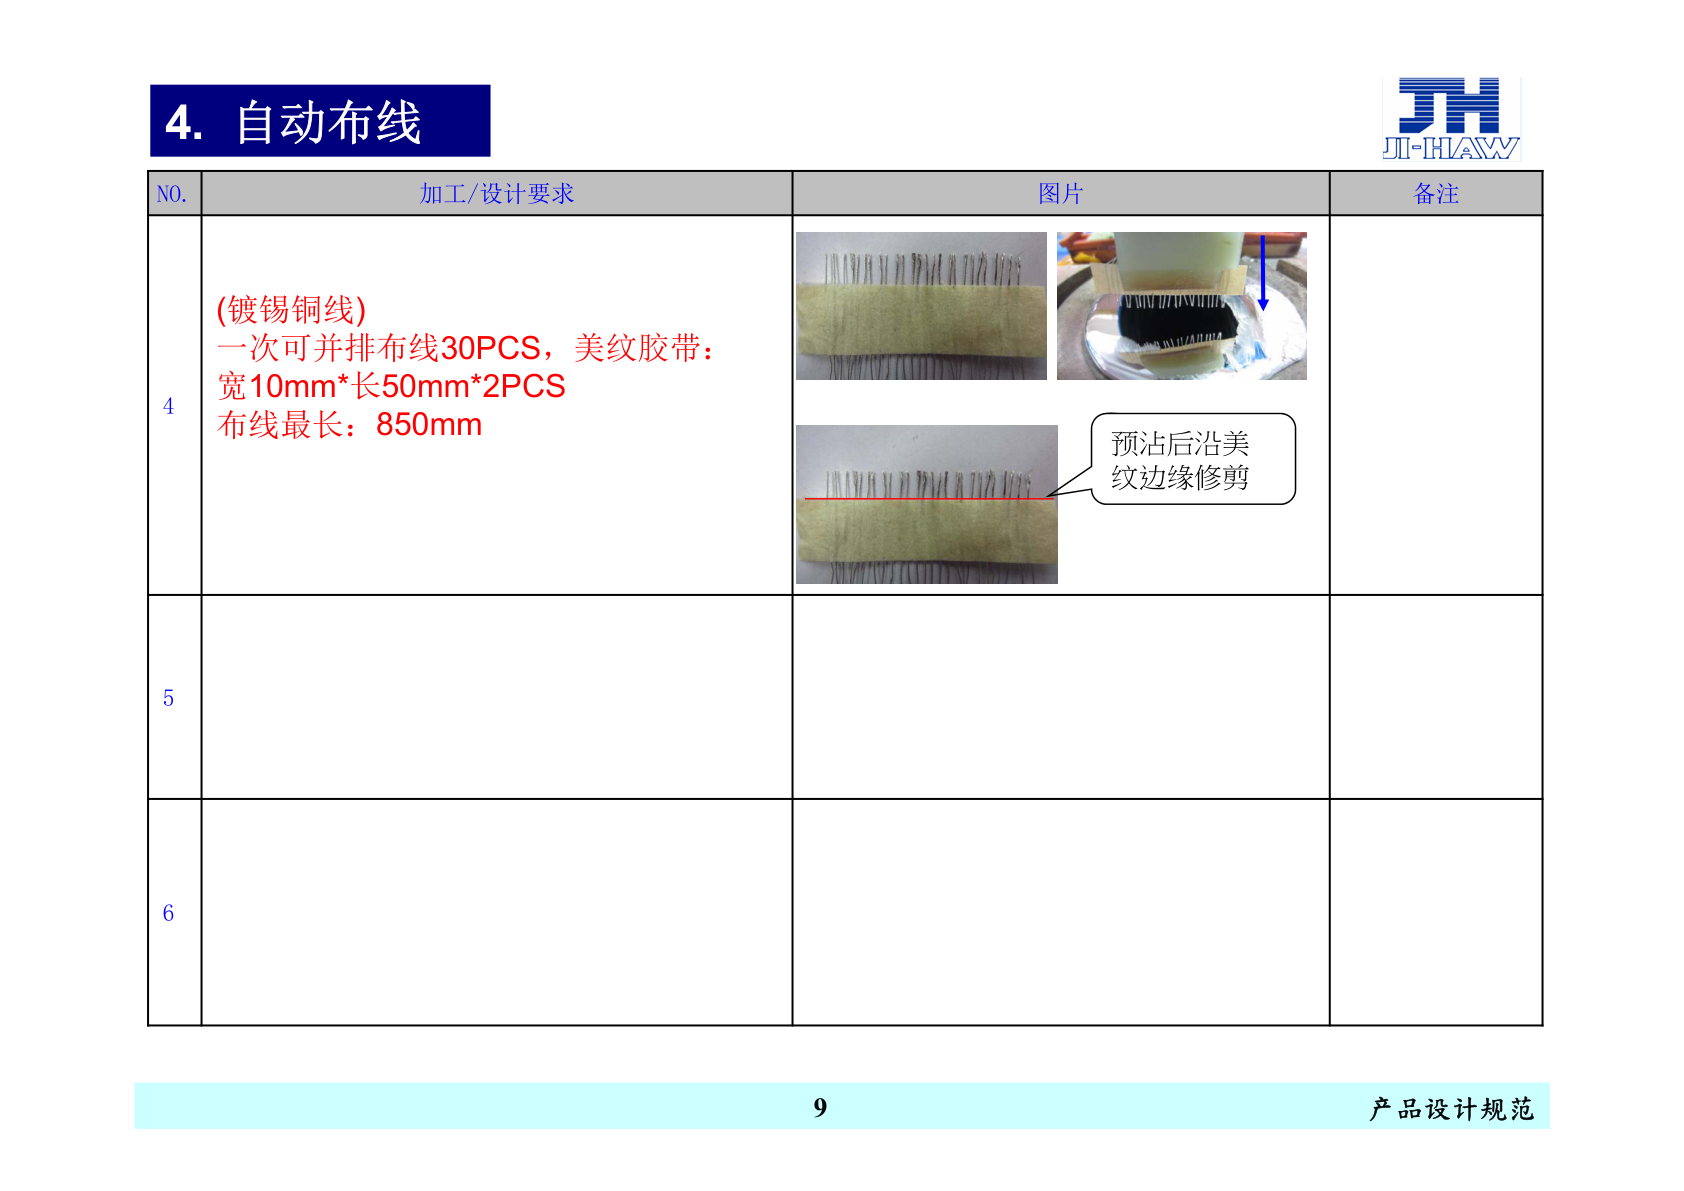 4. 自动布线
JH
JI-HAW
NO. 加工/设计要求 图片 备注
4
(镀锡铜线)
一次可并排布线30PCS，美纹胶带：
宽10mm*长50mm*2PCS
布线最长：850mm
预沾后沿美
纹边缘修剪
5
6
9
产品设计规范